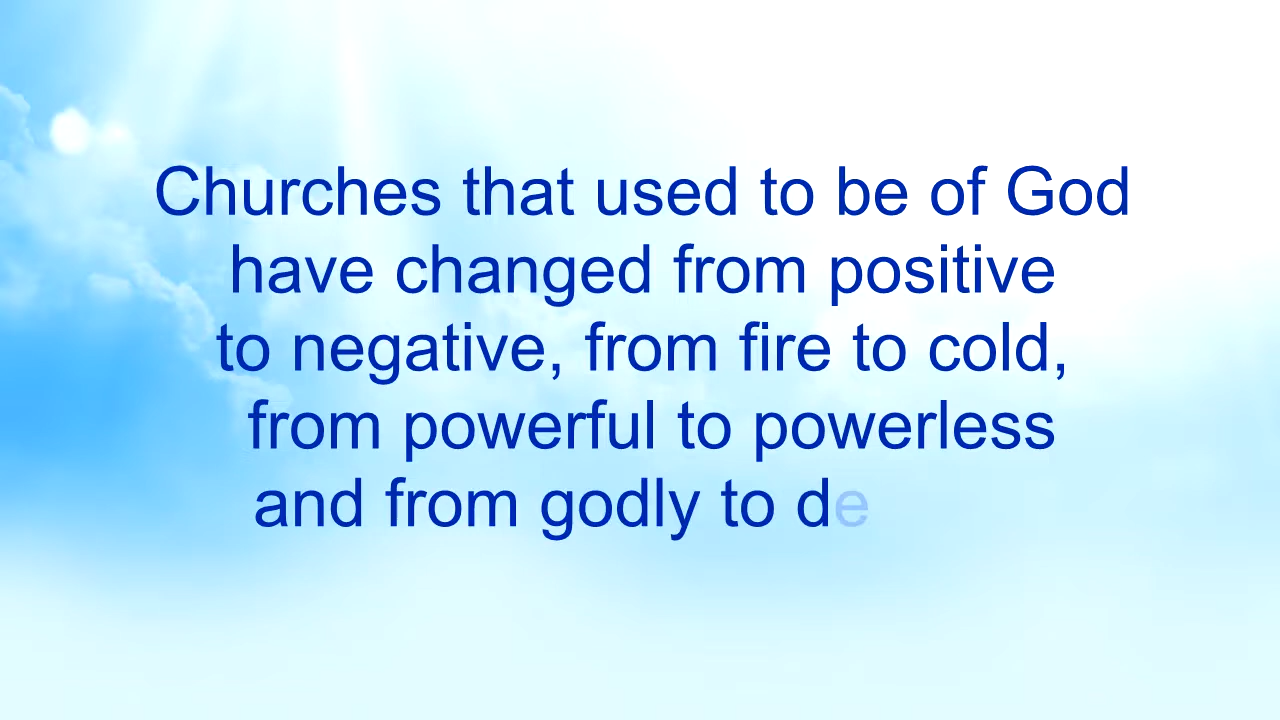 Churches that used to be of God
have changed from positive
to negative, from fire to cold,
from powerful to powerless
and from godly to de